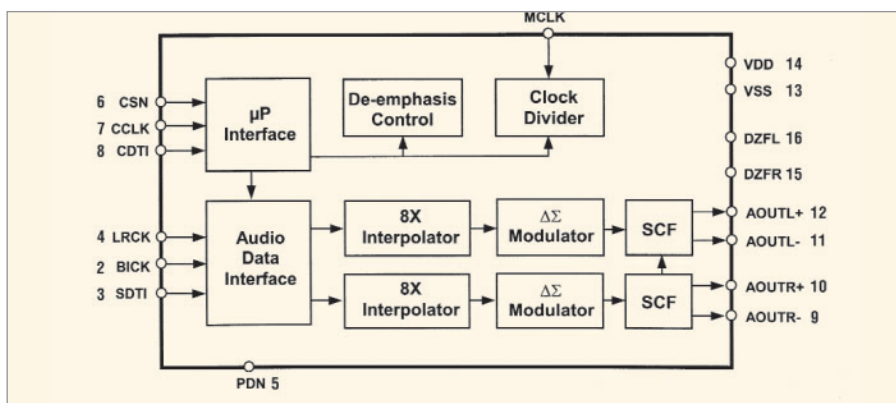 MCLK
6 CSN
7 CCLK
8 CDTI
µP
Interface
De-emphasis
Control
Clock
Divider
VDD 14
VSS 13
DZFL 16
DZFR 15
4 LRCK
2 BICK
3 SDTI
Audio
Data
Interface
8X
Interpolator
ΔΣ
Modulator
SCF
AOUTL+ 12
AOUTL- 11
8X
Interpolator
ΔΣ
Modulator
SCF
AOUTR+ 10
AOUTR- 9
PDN 5